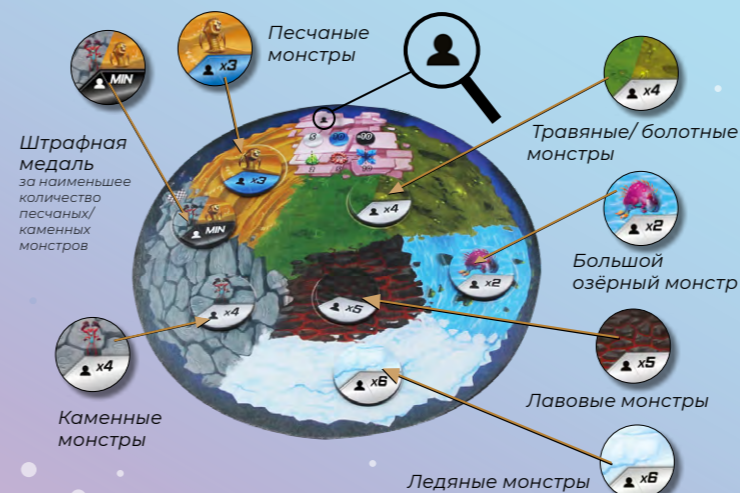 Песчаные
монстры
x3
MIN
x4
Травяные/ болотные
монстры
Штрафная
медаль
за наименьшее
количество
песчаных/
каменных
монстров
x3
x4
MIN
x2
Большой
озёрный монстр
x2
x4
x5
x4
x5
x6
Каменные
монстры
Лавовые монстры
Ледяные монстры
x6